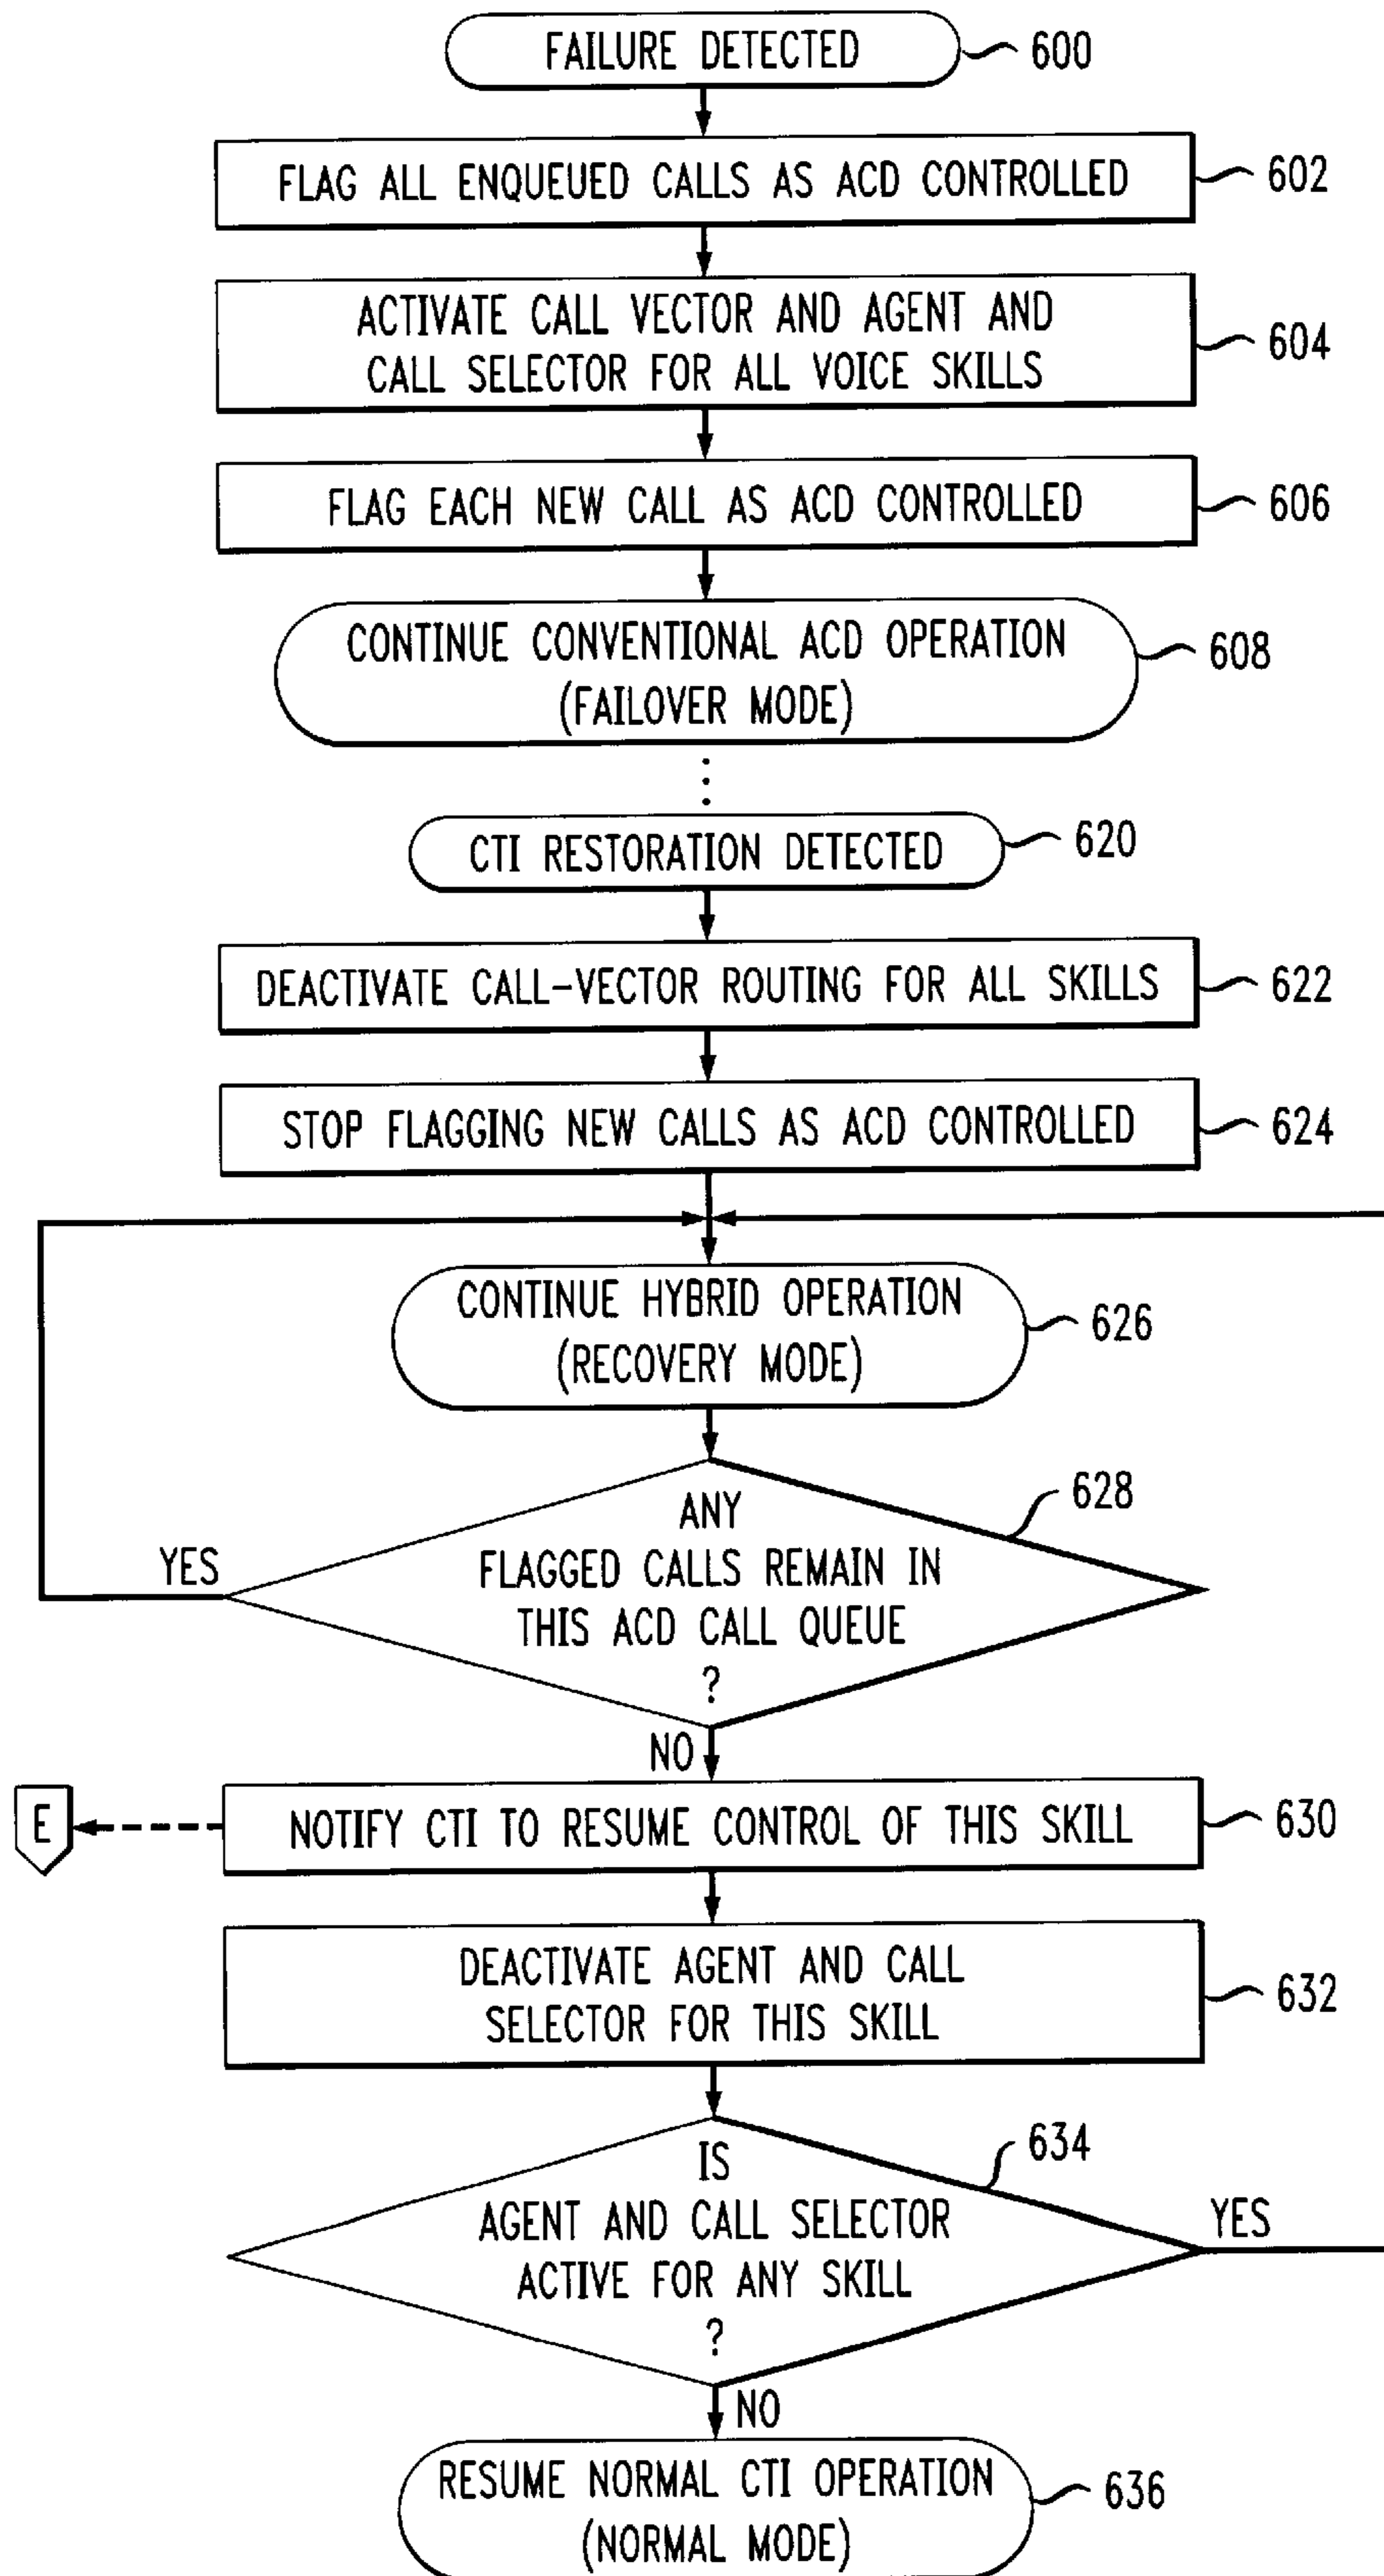 FAILURE DETECTED
600
FLAG ALL ENQUEUED CALLS AS ACD CONTROLLED
602
ACTIVATE CALL VECTOR AND AGENT AND
CALL SELECTOR FOR ALL VOICE SKILLS
604
FLAG EACH NEW CALL AS ACD CONTROLLED
606
CONTINUE CONVENTIONAL ACD OPERATION
(FAILOVER MODE)
608
CTI RESTORATION DETECTED
620
DEACTIVATE CALL-VECTOR ROUTING FOR ALL SKILLS
622
STOP FLAGGING NEW CALLS AS ACD CONTROLLED
624
CONTINUE HYBRID OPERATION
(RECOVERY MODE)
626
628
ANY
FLAGGED CALLS REMAIN IN
THIS ACD CALL QUEUE
?
YES
NO
E
NOTIFY CTI TO RESUME CONTROL OF THIS SKILL
630
DEACTIVATE AGENT AND CALL
SELECTOR FOR THIS SKILL
632
634
IS
AGENT AND CALL SELECTOR
ACTIVE FOR ANY SKILL
?
YES
NO
RESUME NORMAL CTI OPERATION
(NORMAL MODE)
636